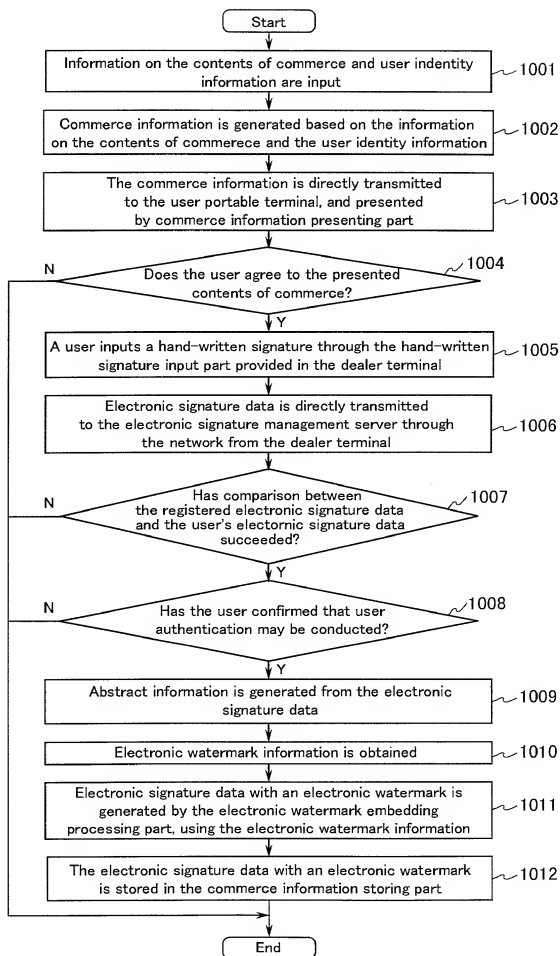 Start
Information on the contents of commerce and user indentity
information are input
1001
Commerce information is generated based on the information
on the contents of commerece and the user identity information
1002
The commerce information is directly transmitted
to the user portable terminal, and presented
by commerce information presenting part
1003
N
1004
Does the user agree to the presented
contents of commerce?
Y
A user inputs a hand-written signature through the hand-written
signature input part provided in the dealer terminal
1005
Electronic signature data is directly transmitted
to the electronic signature management server through
the network from the dealer terminal
1006
N
1007
Has comparison between
the registered electronic signature data
and the user's electornic signature data
succeeded?
Y
N
1008
Has the user confirmed that user
authentication may be conducted?
Y
Abstract information is generated from the electronic
signature data
1009
Electronic watermark information is obtained
1010
Electronic signature data with an electronic watermark is
generated by the electronic watermark embedding
processing part, using the electronic watermark information
1011
The electronic signature data with an electronic watermark
is stored in the commerce information storing part
1012
End